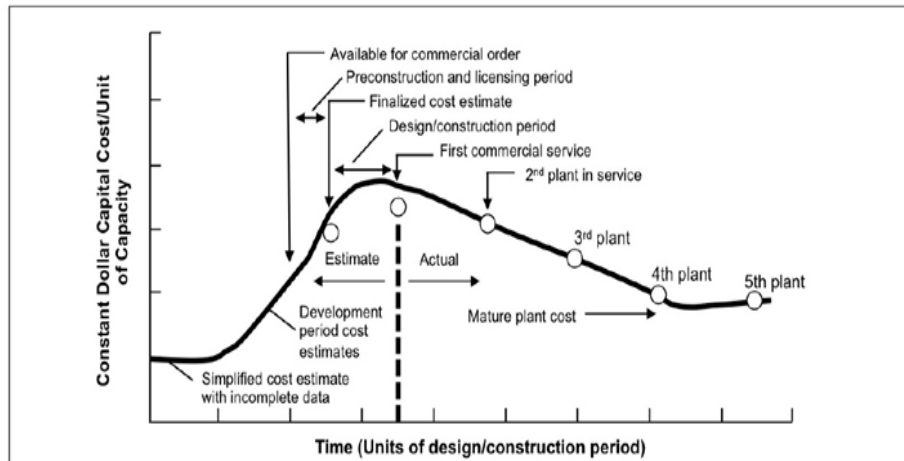 Available for commercial order
Preconstruction and licensing period
Finalized cost estimate
Design/construction period
First commercial service
2nd plant in service
3rd plant
4th plant
5th plant
Estimate
Actual
Mature plant cost
Development
period cost
estimates
Simplified cost estimate
with incomplete data
Constant Dollar Capital Cost/Unit
of Capacity
Time (Units of design/construction period)